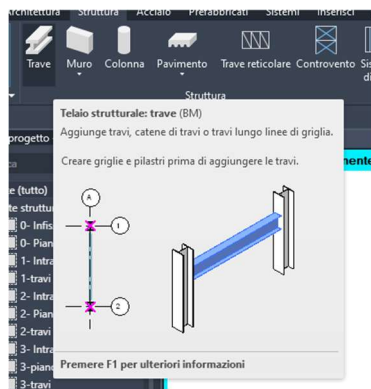 Architettura Struttura Acciaio Prefabbricati Sistemi Inserisci
Trave Muro Colonna Pavimento Trave reticolare Controvento
Struttura
Telaio strutturale: trave (BM)
Aggiunge travi, catene di travi o travi lungo linee di griglia.
Creare griglie e pilastri prima di aggiungere le travi.
A
1
2
Premere F1 per ulteriori informazioni
progetto
(tutto)
0- Infis
0- Pian
1- Intra
1-travi
2- Intra
2- Pian
2-travi
3- Intra
3-piano
3-travi